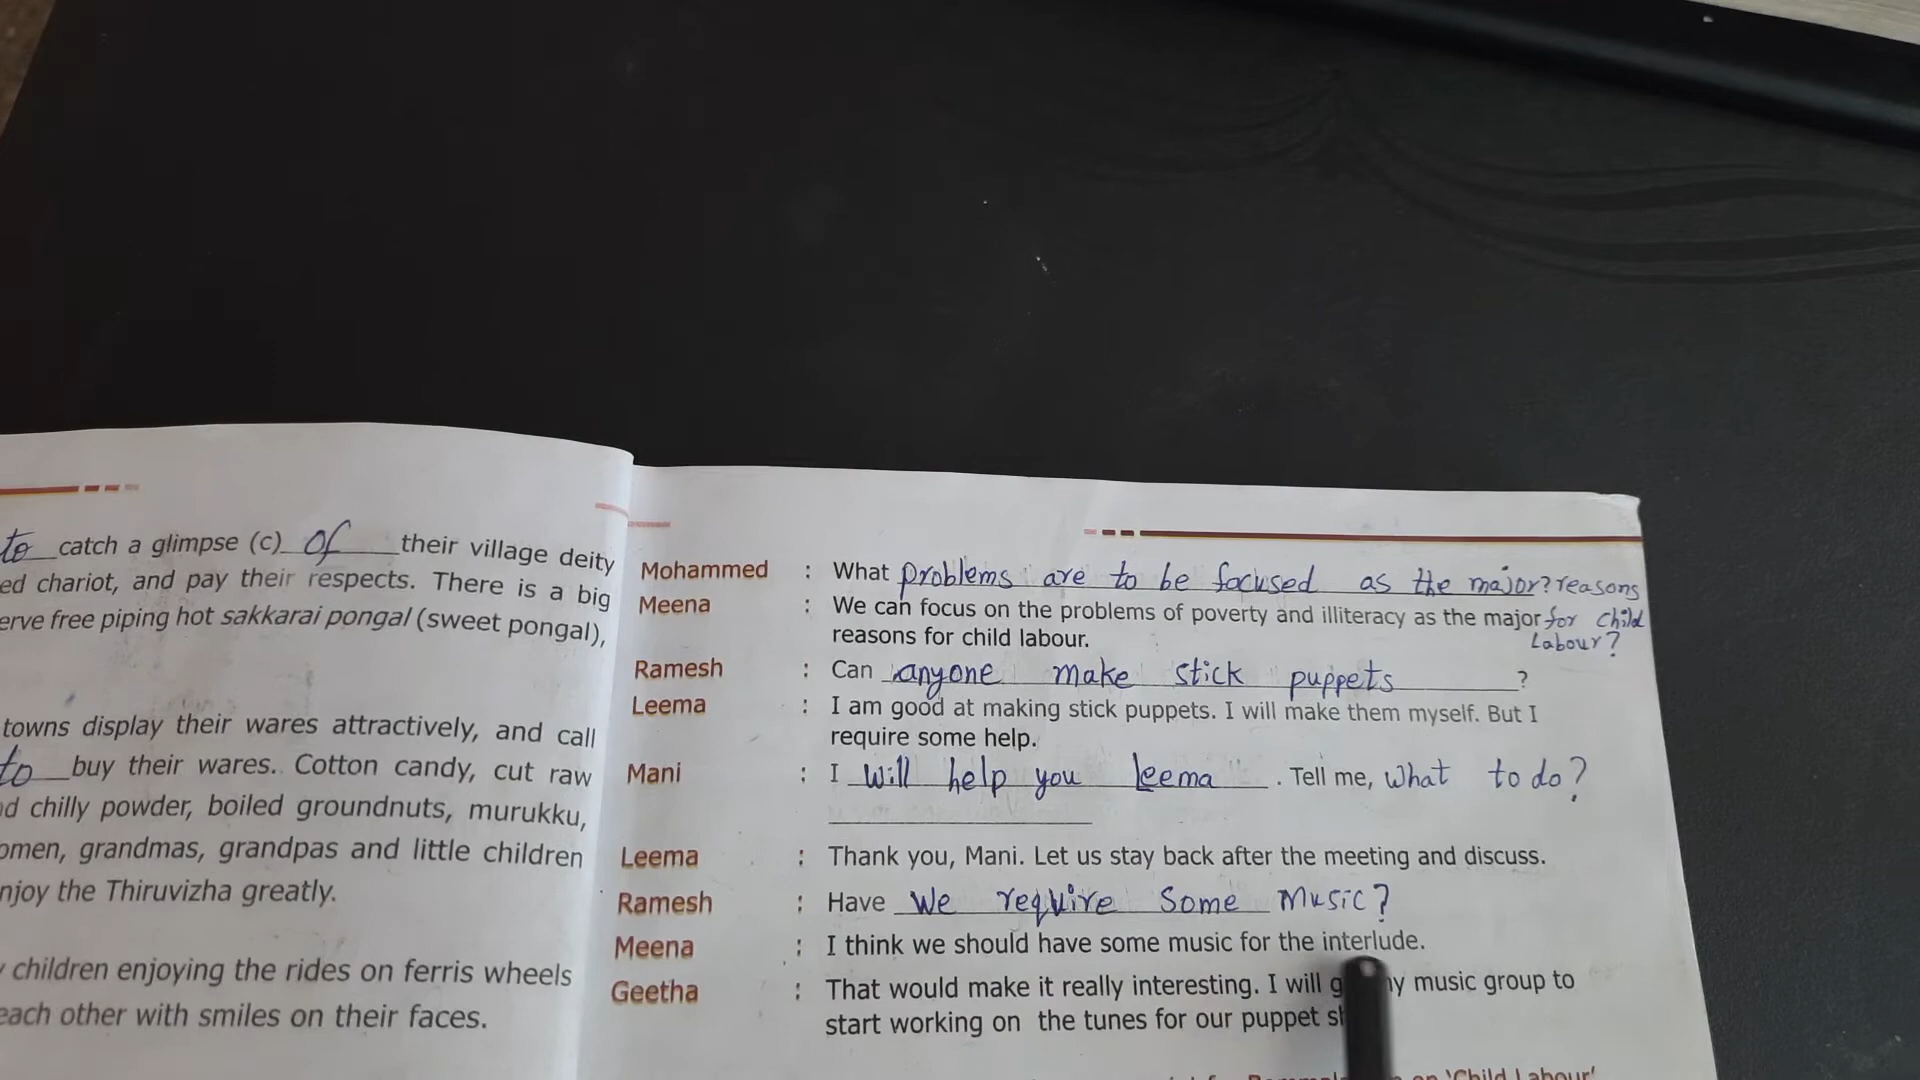 to catch a glimpse (c) of their village deity
ed chariot, and pay their respects. There is a big
erve free piping hot sakkarai pongal (sweet pongal),
towns display their wares attractively, and call
to buy their wares. Cotton candy, cut raw
d chilly powder, boiled groundnuts, murukku,
omen, grandmas, grandpas and little children
njoy the Thiruvizha greatly.
children enjoying the rides on ferris wheels
each other with smiles on their faces.
Mohammed : What problems are to be focused as the major? reasons
Meena : We can focus on the problems of poverty and illiteracy as the major for child
reasons for child labour. Labour?
Ramesh : Can anyone make stick puppets ?
Leema : I am good at making stick puppets. I will make them myself. But I
require some help.
Mani : I will help you Leema . Tell me, what to do?
Leema : Thank you, Mani. Let us stay back after the meeting and discuss.
Ramesh : Have we require some music?
Meena : I think we should have some music for the interlude.
Geetha : That would make it really interesting. I will my music group to
start working on the tunes for our puppet
on 'Child Labour'